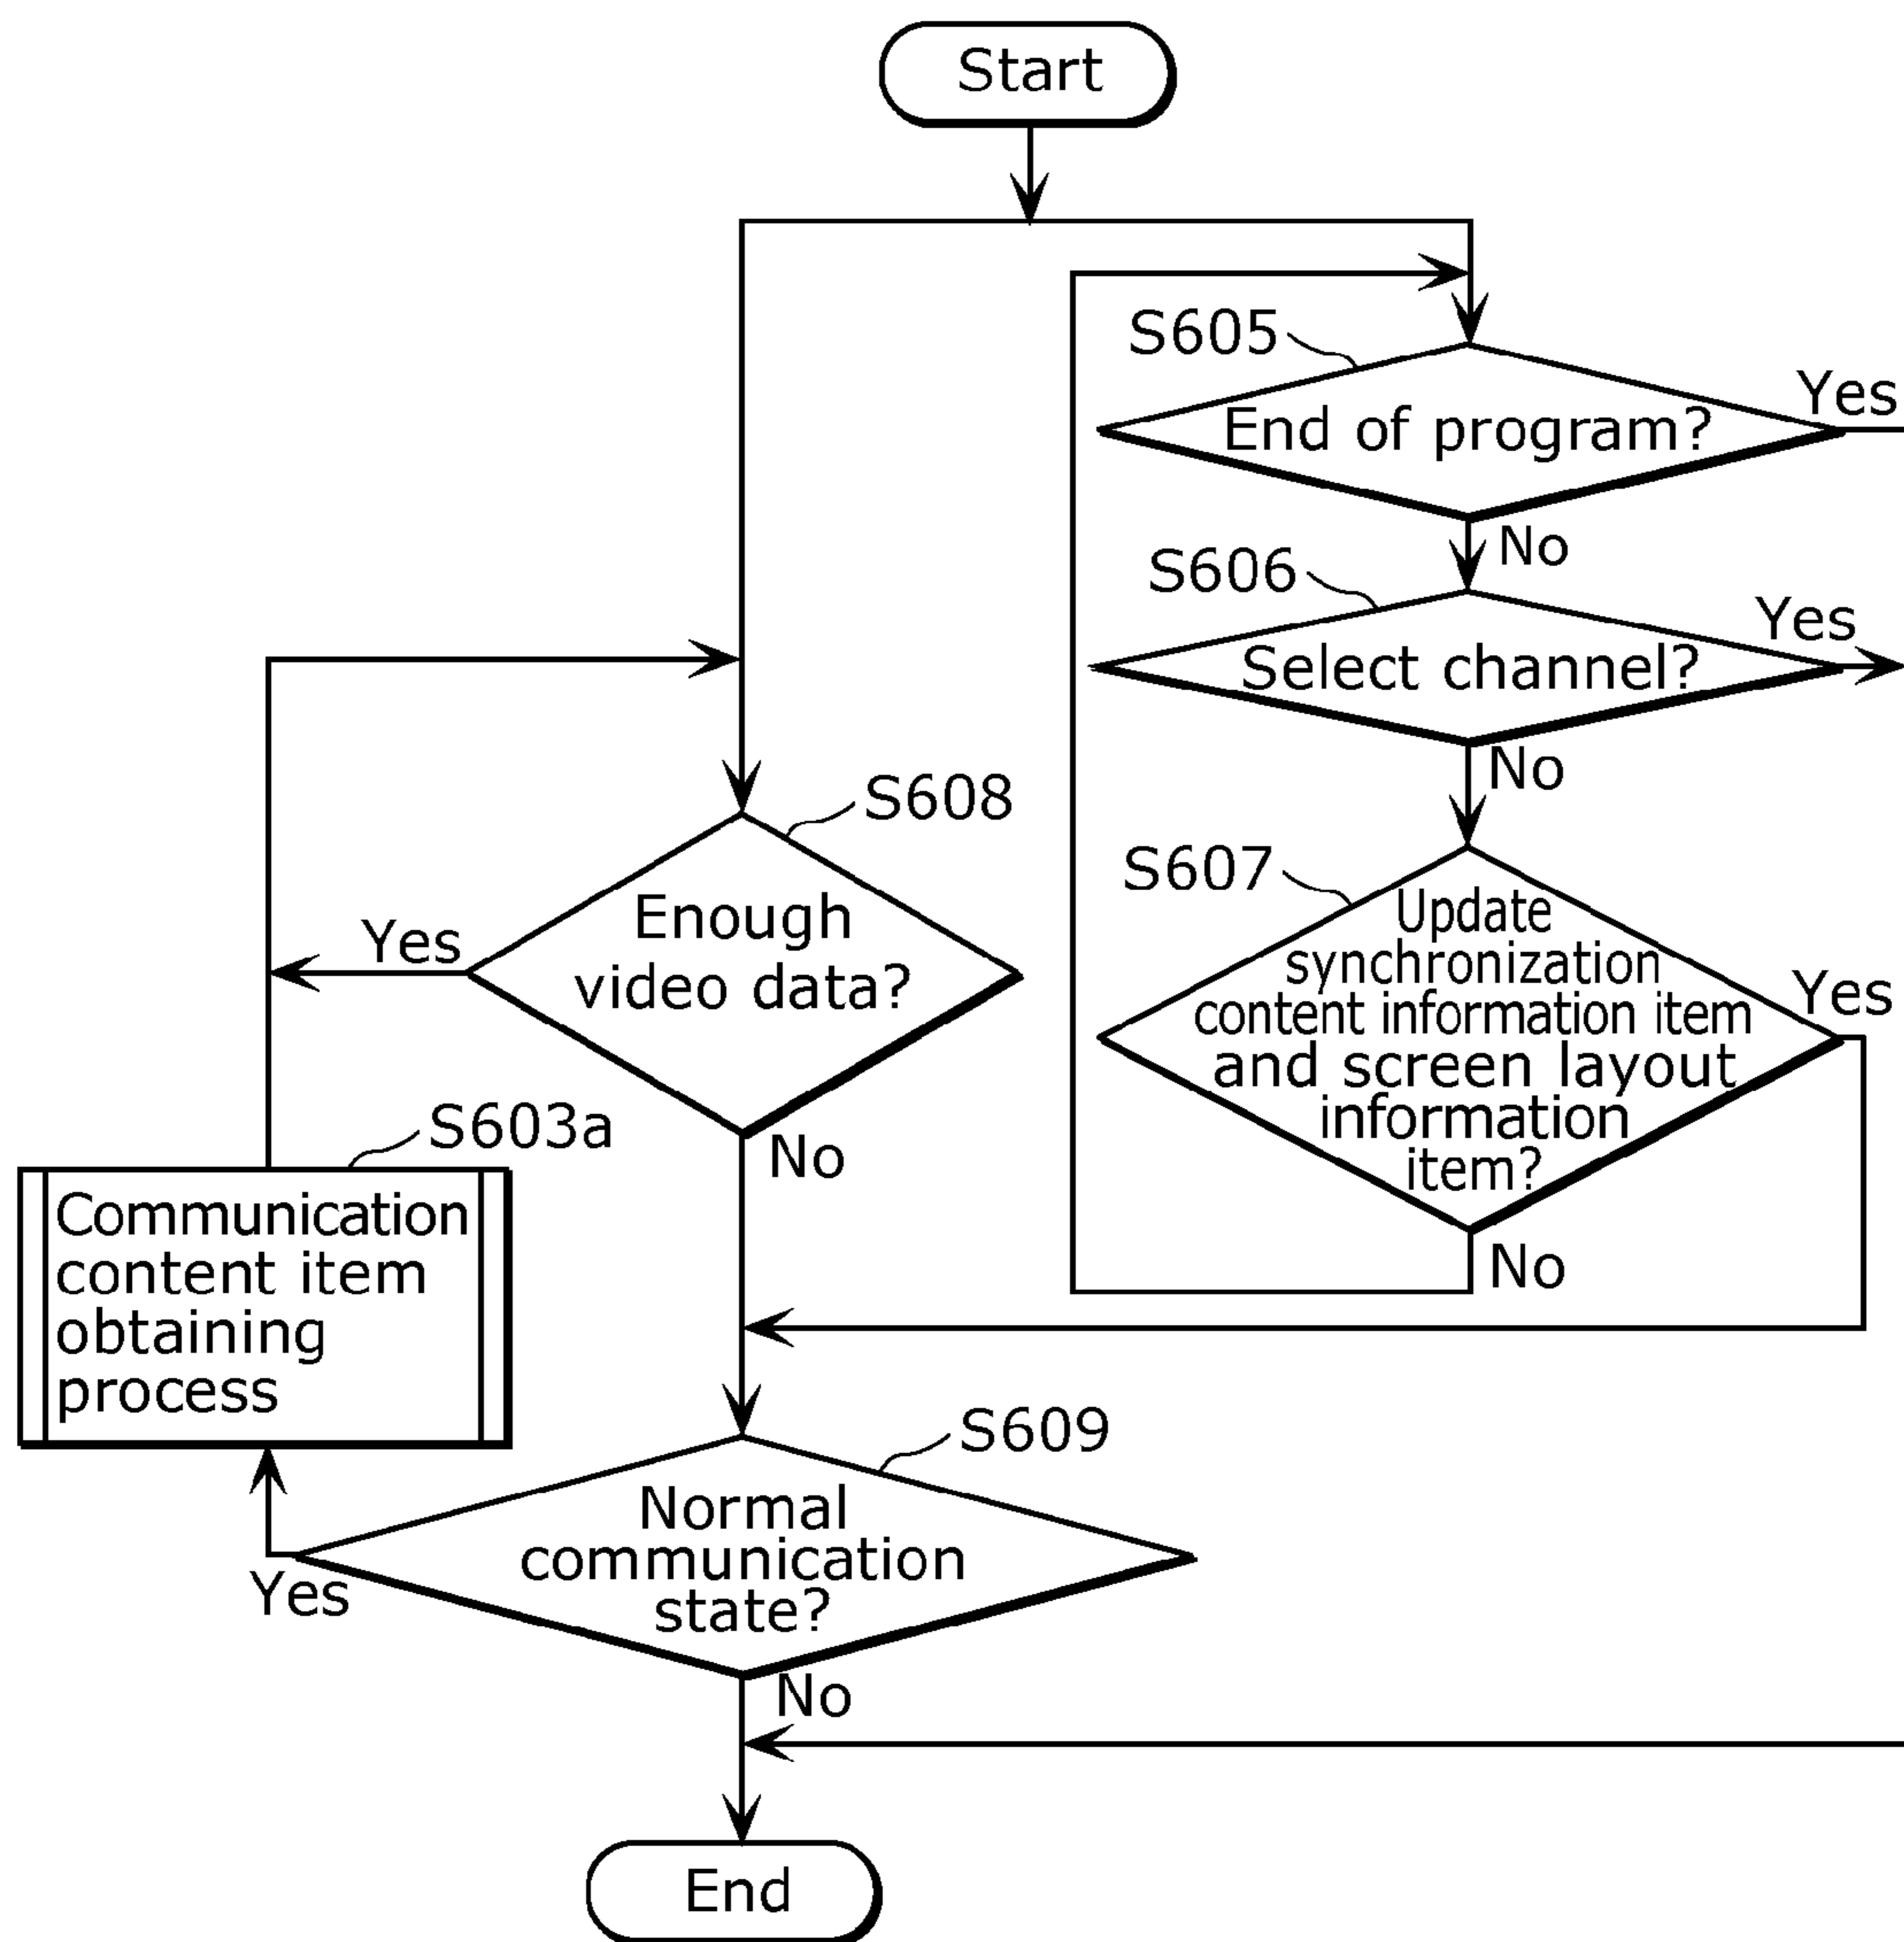 Start
S605
Yes
End of program?
No
S606
Yes
Select channel?
No
S608
S607
Enough
video data?
Yes
No
Update
synchronization
content information item
and screen layout
information
item?
Yes
No
S603a
Communication
content item
obtaining
process
S609
Normal
communication
state?
Yes
No
End